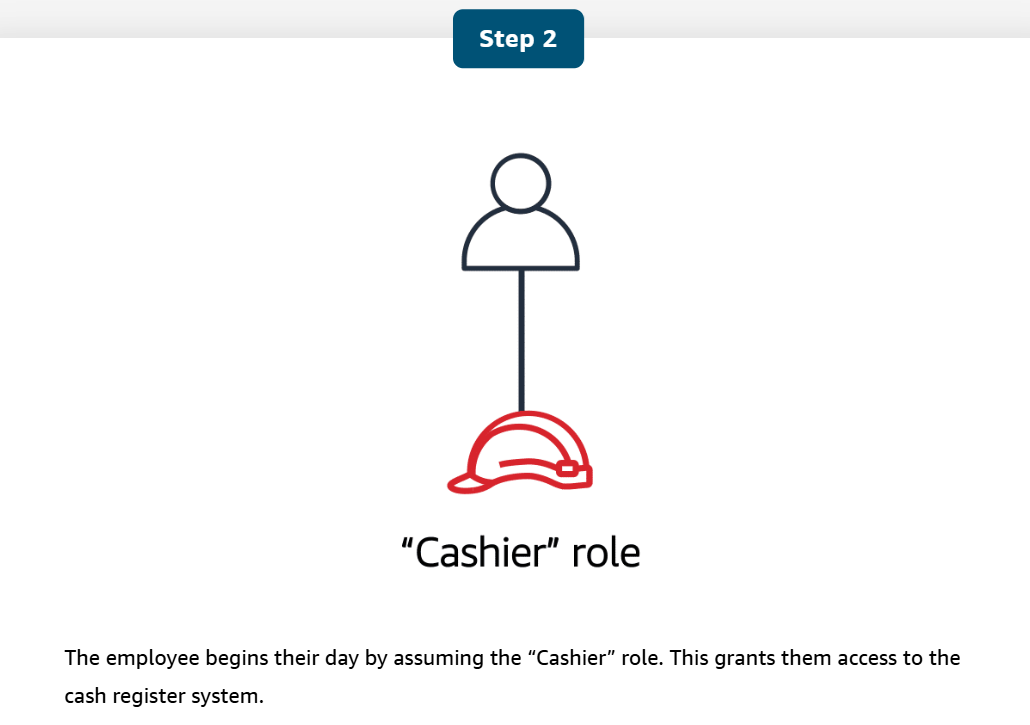 Step 2
“Cashier” role
The employee begins their day by assuming the “Cashier” role. This grants them access to the
cash register system.